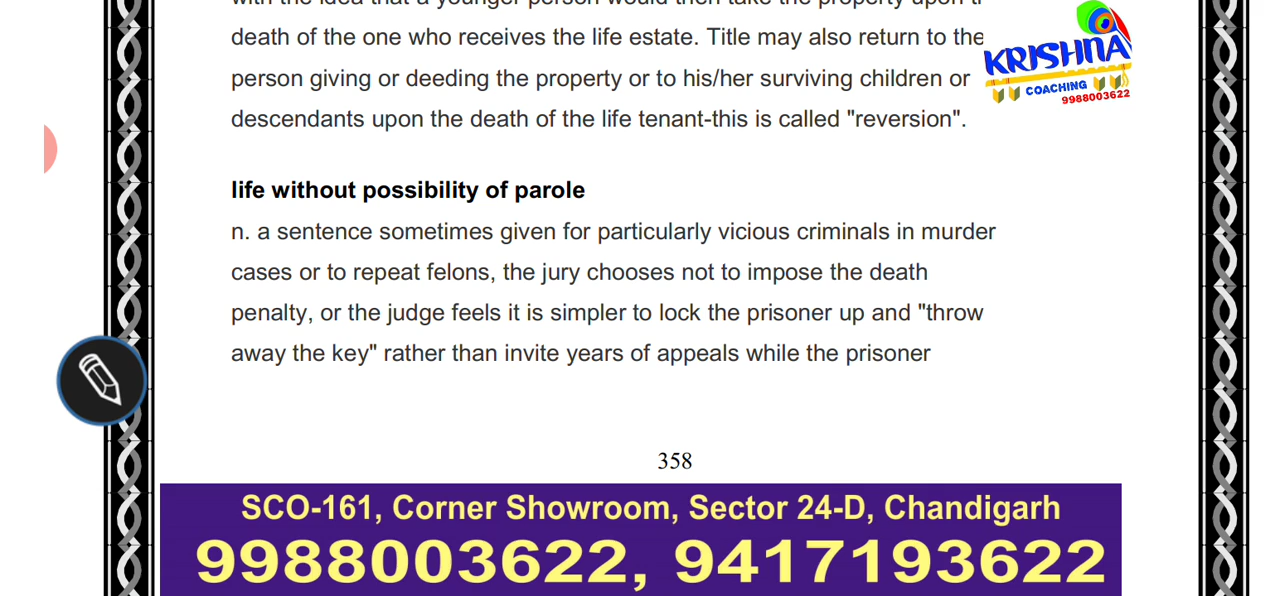 death of the one who receives the life estate. Title may also return to the
person giving or deeding the property or to his/her surviving children or
descendants upon the death of the life tenant-this is called "reversion".
KRISHNA
COACHING
9988003622
life without possibility of parole
n. a sentence sometimes given for particularly vicious criminals in murder
cases or to repeat felons, the jury chooses not to impose the death
penalty, or the judge feels it is simpler to lock the prisoner up and "throw
away the key" rather than invite years of appeals while the prisoner
358
SCO-161, Corner Showroom, Sector 24-D, Chandigarh
9988003622, 9417193622